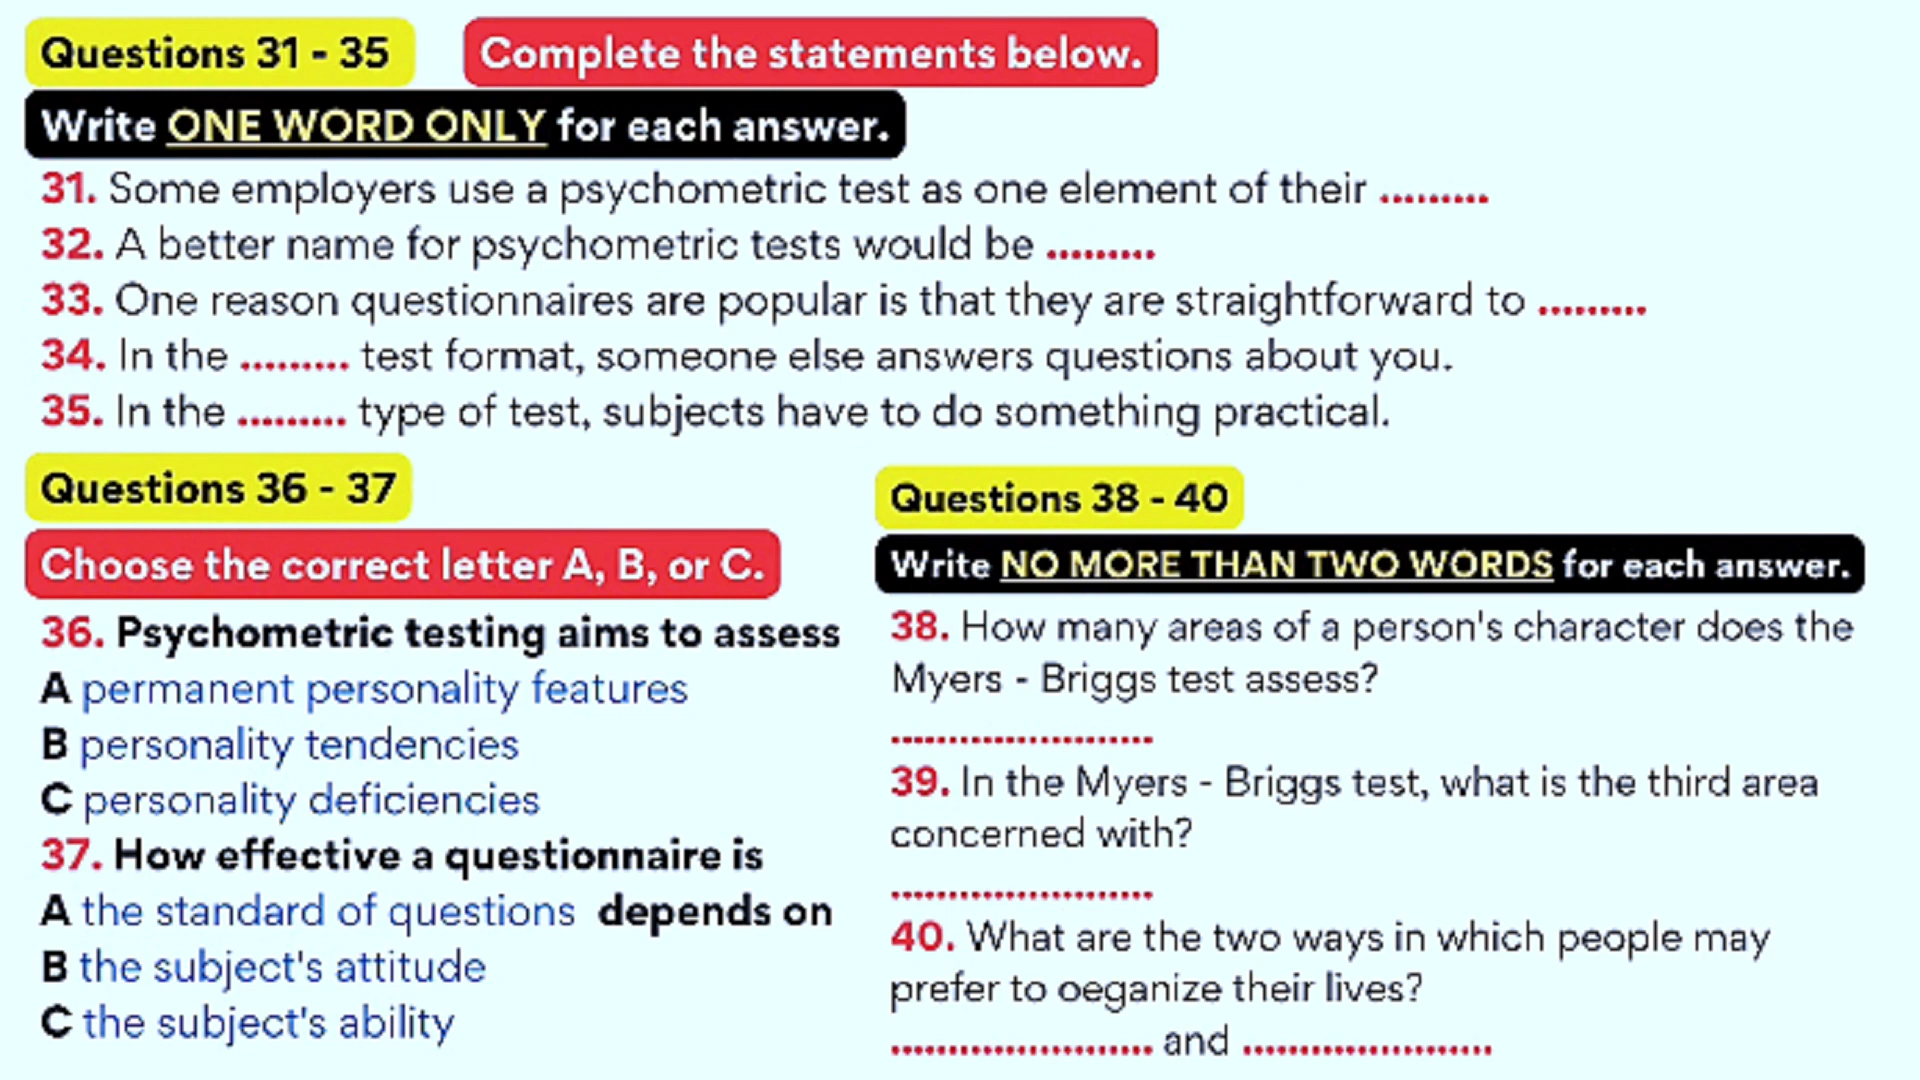 Questions 31 - 35
Complete the statements below.
Write ONE WORD ONLY for each answer.
31. Some employers use a psychometric test as one element of their .........
32. A better name for psychometric tests would be .........
33. One reason questionnaires are popular is that they are straightforward to .........
34. In the ......... test format, someone else answers questions about you.
35. In the ......... type of test, subjects have to do something practical.
Questions 36 - 37
Choose the correct letter A, B, or C.
36. Psychometric testing aims to assess
A permanent personality features
B personality tendencies
C personality deficiencies
37. How effective a questionnaire is
A the standard of questions depends on
B the subject's attitude
C the subject's ability
Questions 38 - 40
Write NO MORE THAN TWO WORDS for each answer.
38. How many areas of a person's character does the
Myers - Briggs test assess?
.......................
39. In the Myers - Briggs test, what is the third area
concerned with?
.......................
40. What are the two ways in which people may
prefer to oeganize their lives?
....................... and ......................